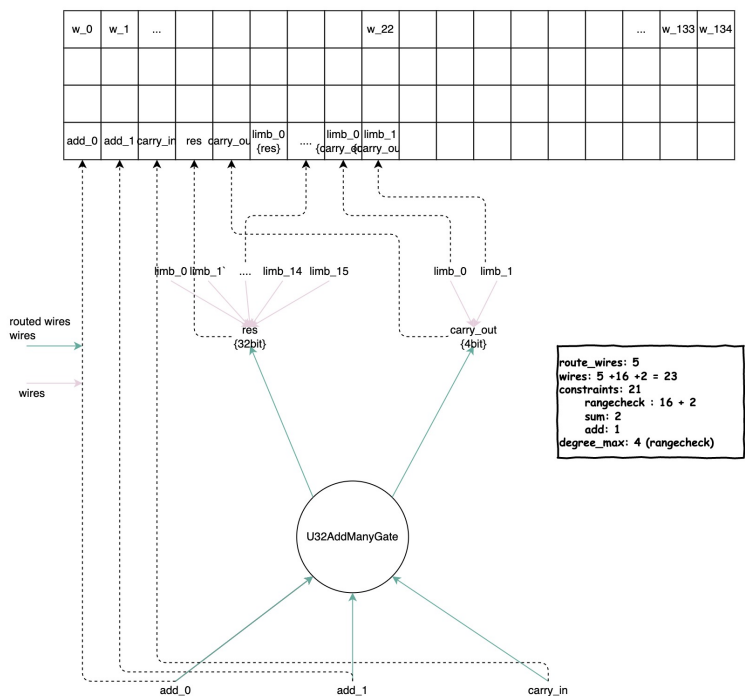 w_0 w_1 ... w_22 ... w_133 w_134
add_0 add_1 carry_in res carry_ou limb_0 .... limb_0 limb_1
{res} {carry_o {carry_ou
limb_0 limb_1` .... limb_14 limb_15 limb_0 limb_1
routed wires
wires
res
{32bit}
carry_out
{4bit}
wires
route_wires: 5
wires: 5 +16 +2 = 23
constraints: 21
rangecheck : 16 + 2
sum: 2
add: 1
degree_max: 4 (rangecheck)
U32AddManyGate
add_0 add_1 carry_in